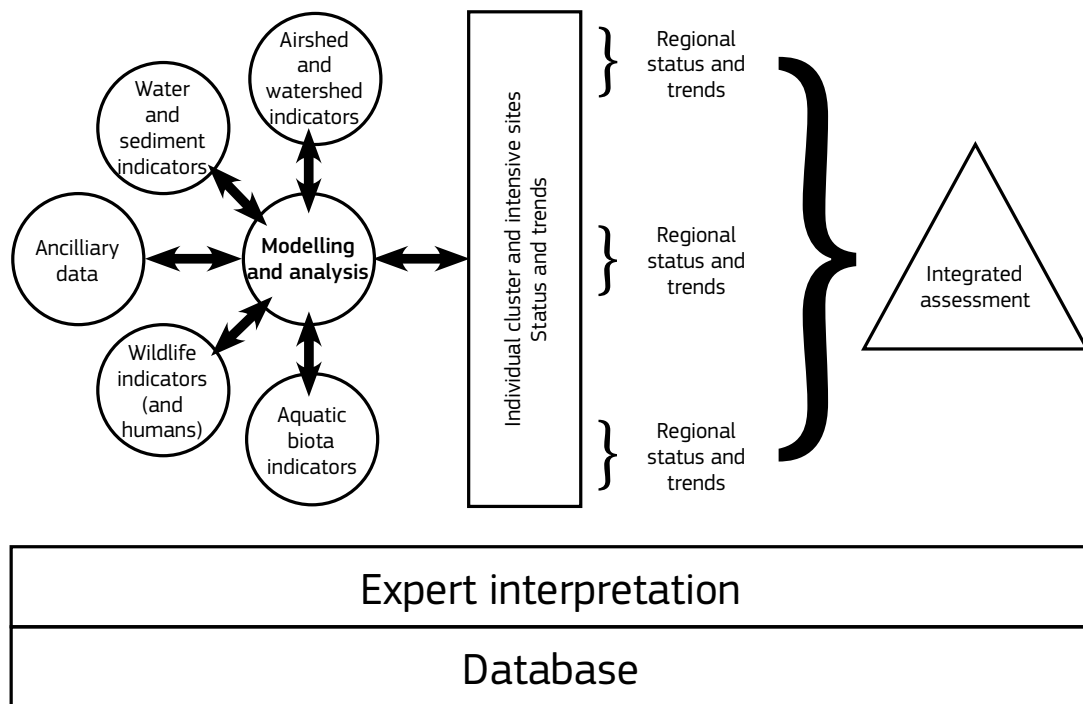 Airshed
and
watershed
indicators
Water
and
sediment
indicators
Ancilliary
data
Modelling
and analysis
Wildlife
indicators
(and
humans)
Aquatic
biota
indicators
Individual cluster and intensive sites
Status and trends
Regional
status and
trends
Regional
status and
trends
Regional
status and
trends
Integrated
assessment
Expert interpretation
Database